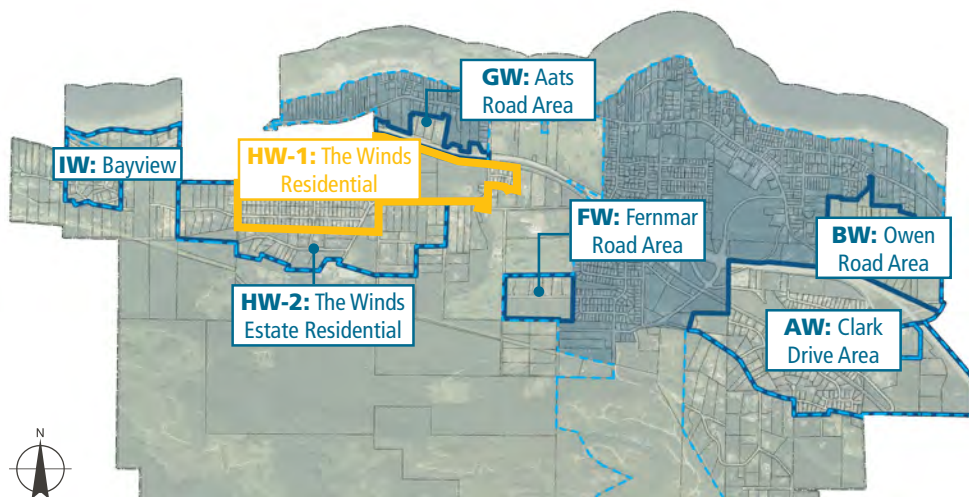 GW: Aats
Road Area
HW-1: The Winds
Residential
IW: Bayview
FW: Fernmar
Road Area
BW: Owen
Road Area
HW-2: The Winds
Estate Residential
AW: Clark
Drive Area
N